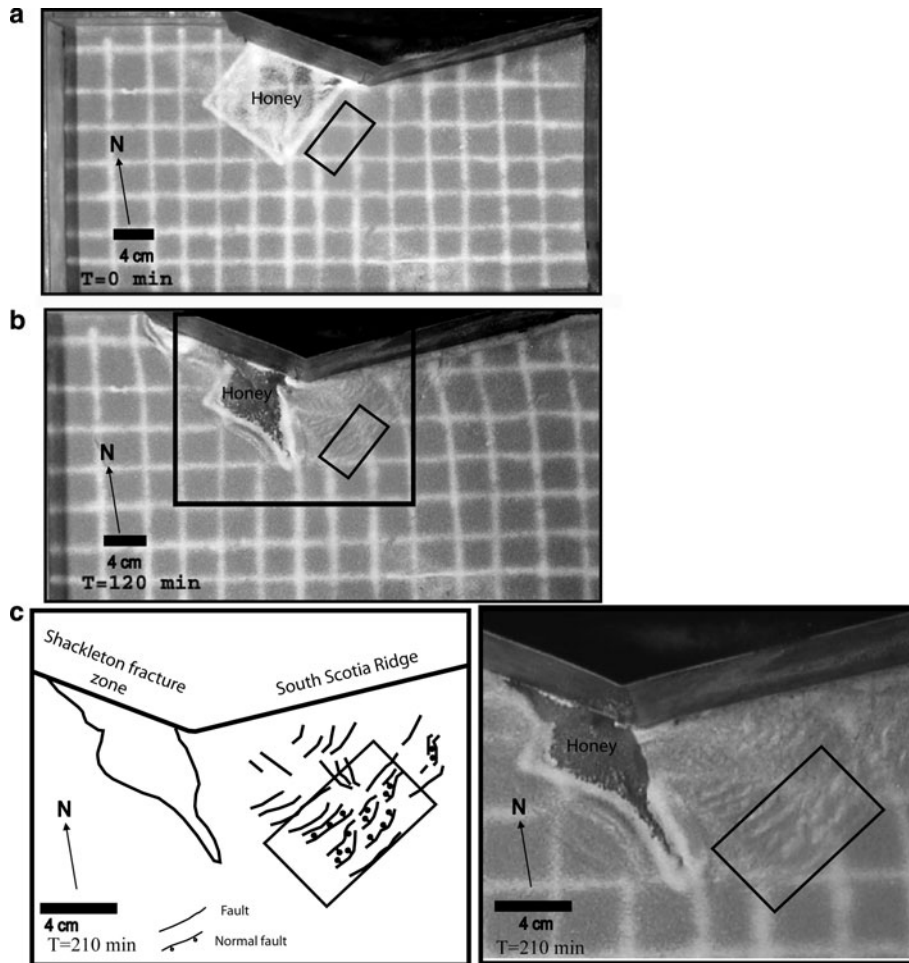 a
Honey
N
4 cm
T=0 min
b
Honey
N
4 cm
T=120 min
c
Shackleton fracture
zone
South Scotia Ridge
N
4 cm
T=210 min
Fault
Normal fault
Honey
N
4 cm
T=210 min